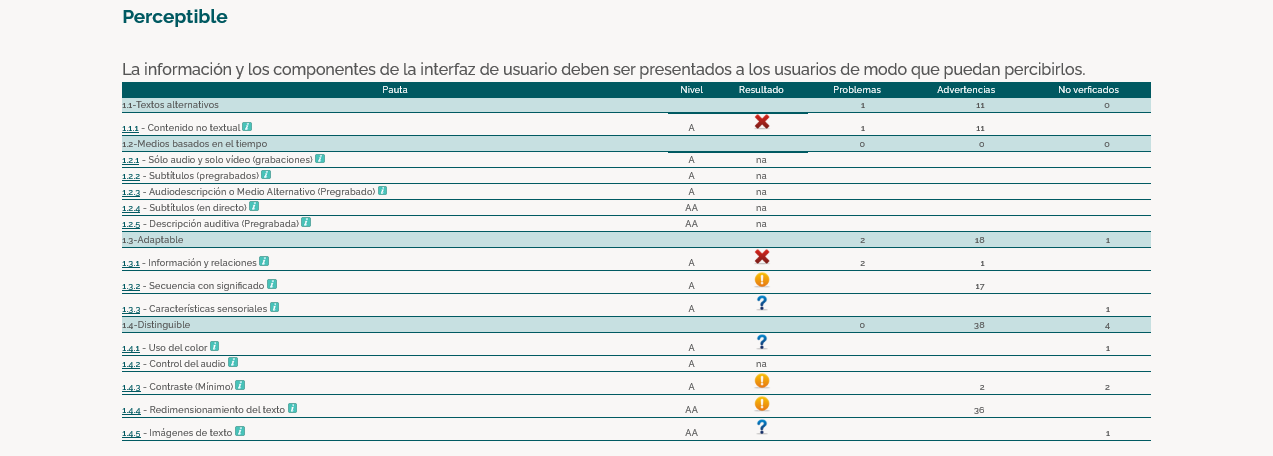 Perceptible
La información y los componentes de la interfaz de usuario deben ser presentados a los usuarios de modo que puedan percibirlos.
Pauta Nivel Resultado Problemas Advertencias No verficados
1.1-Textos alternativos 1 11 0
1.1.1 - Contenido no textual i A 1 11
1.2-Medios basados en el tiempo 0 0 0
1.2.1 - Sólo audio y solo vídeo (grabaciones) i A na
1.2.2 - Subtítulos (pregrabados) i A na
1.2.3 - Audiodescripción o Medio Alternativo (Pregrabado) i A na
1.2.4 - Subtítulos (en directo) i AA na
1.2.5 - Descripción auditiva (Pregrabada) i AA na
1.3-Adaptable 2 18 1
1.3.1 - Información y relaciones i A 2 1
1.3.2 - Secuencia con significado i A ! 17
1.3.3 - Características sensoriales i A ? 1
1.4-Distinguible 0 38 4
1.4.1 - Uso del color i A ? 1
1.4.2 - Control del audio i A na
1.4.3 - Contraste (Mínimo) i A ! 2 2
1.4.4 - Redimensionamiento del texto i AA ! 36
1.4.5 - Imágenes de texto i AA ? 1